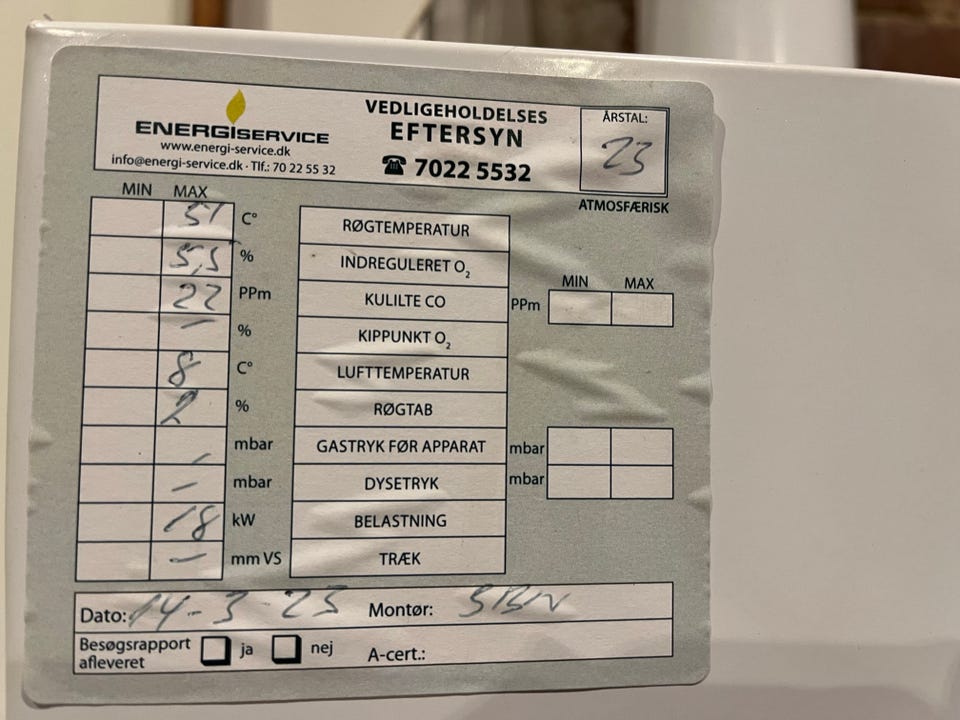 ENERGISERVICE
www.energi-service.dk
info@energi-service.dk · Tlf.: 70 22 55 32
VEDLIGEHOLDELSES
EFTERSYN
☎ 7022 5532
ÅRSTAL:
23
ATMOSFÆRISK
MIN MAX
51 C° RØGTEMPERATUR
5,5 % INDREGULERET O₂
MIN MAX
22 PPm KULILTE CO PPm
— % KIPPUNKT O₂
8 C° LUFTTEMPERATUR
2 % RØGTAB
— mbar GASTRYK FØR APPARAT mbar
— mbar DYSETRYK mbar
18 kW BELASTNING
— mm VS TRÆK
Dato: 14-3-23 Montør: SBN
Besøgsrapport
afleveret ja nej A-cert.: